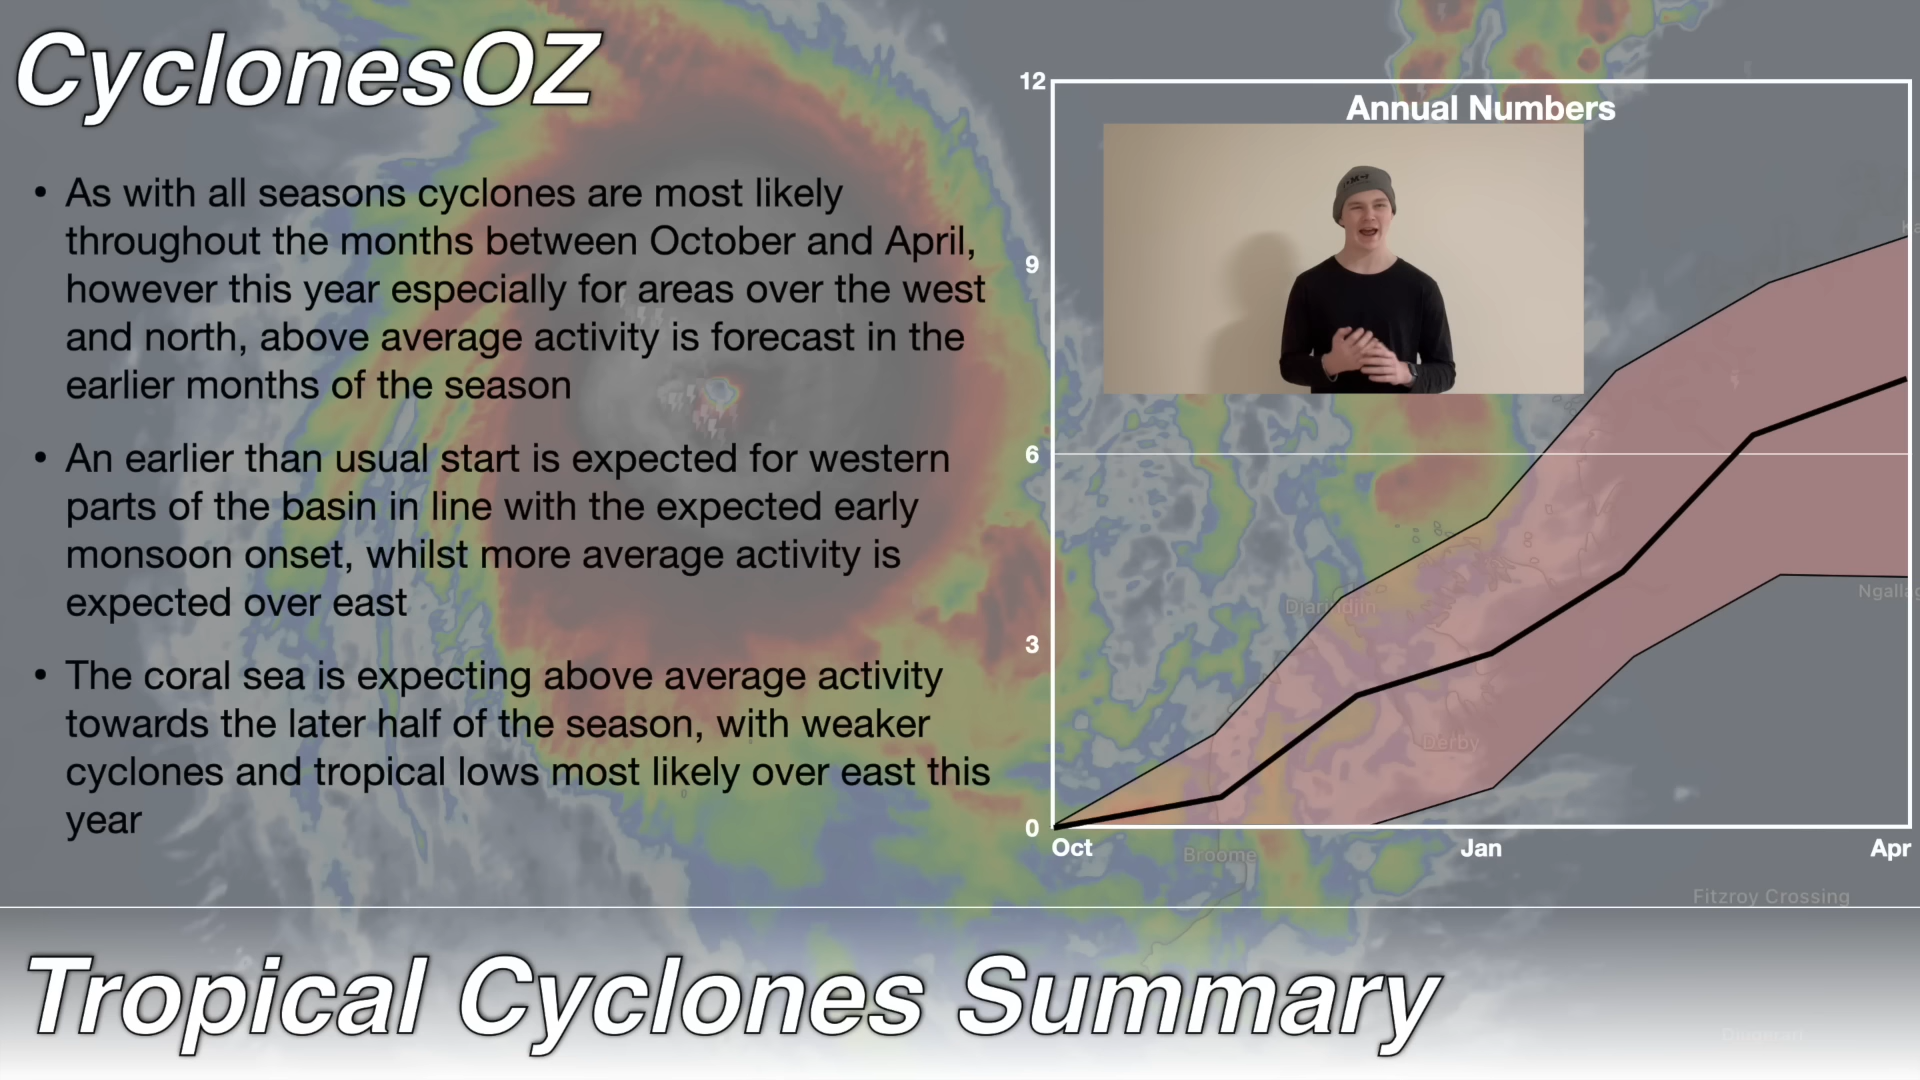 CyclonesOZ
• As with all seasons cyclones are most likely
throughout the months between October and April,
however this year especially for areas over the west
and north, above average activity is forecast in the
earlier months of the season
• An earlier than usual start is expected for western
parts of the basin in line with the expected early
monsoon onset, whilst more average activity is
expected over east
• The coral sea is expecting above average activity
towards the later half of the season, with weaker
cyclones and tropical lows most likely over east this
year
Annual Numbers
12
9
6
3
0
Oct Jan Apr
Djarindjin
Derby
Broome
Fitzroy Crossing
Tropical Cyclones Summary